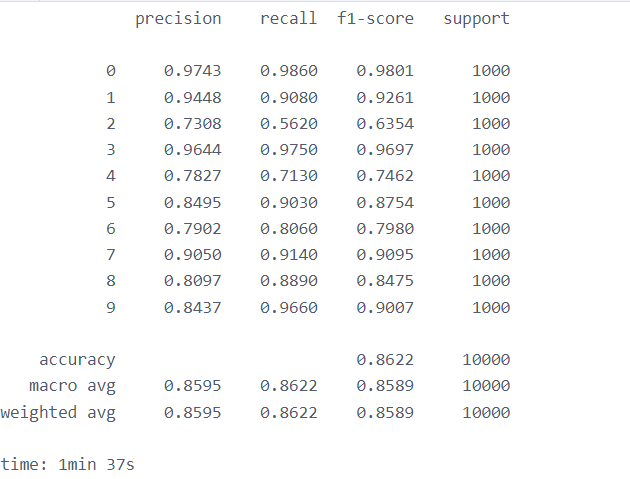 precision recall f1-score support
0 0.9743 0.9860 0.9801 1000
1 0.9448 0.9080 0.9261 1000
2 0.7308 0.5620 0.6354 1000
3 0.9644 0.9750 0.9697 1000
4 0.7827 0.7130 0.7462 1000
5 0.8495 0.9030 0.8754 1000
6 0.7902 0.8060 0.7980 1000
7 0.9050 0.9140 0.9095 1000
8 0.8097 0.8890 0.8475 1000
9 0.8437 0.9660 0.9007 1000
accuracy 0.8622 10000
macro avg 0.8595 0.8622 0.8589 10000
weighted avg 0.8595 0.8622 0.8589 10000
time: 1min 37s